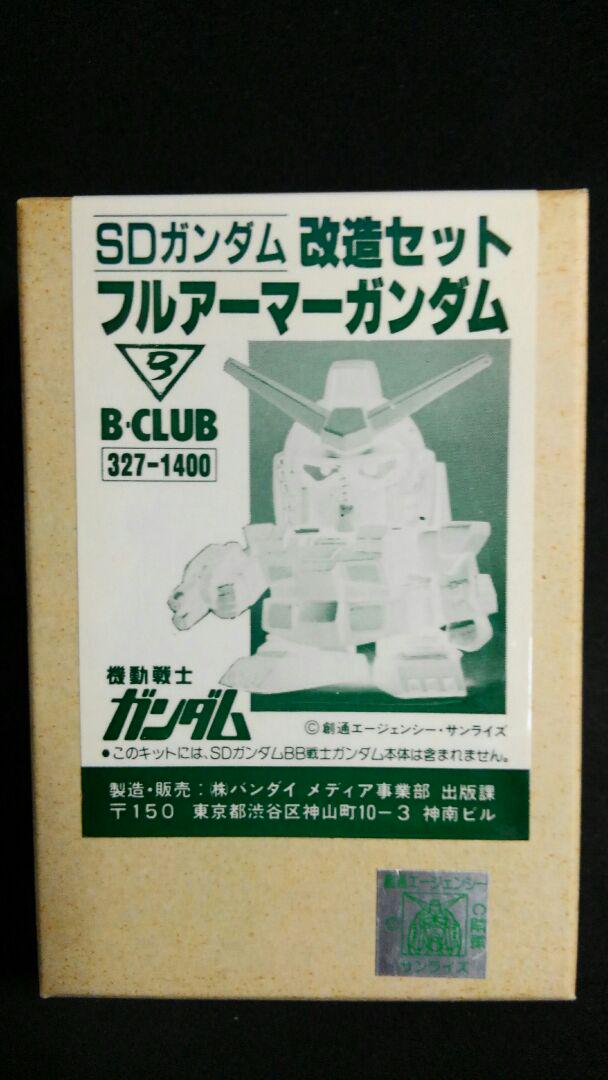 SDガンダム 改造セット
フルアーマーガンダム
B
B-CLUB
327-1400
機動戦士
ガンダム
©創通エージェンシー・サンライズ
●このキットには、SDガンダムBB戦士ガンダム本体は含まれません。
製造・販売：㈱バンダイ メディア事業部 出版課
〒150 東京都渋谷区神山町10-3 神南ビル
創通エージェンシー
サンライズ